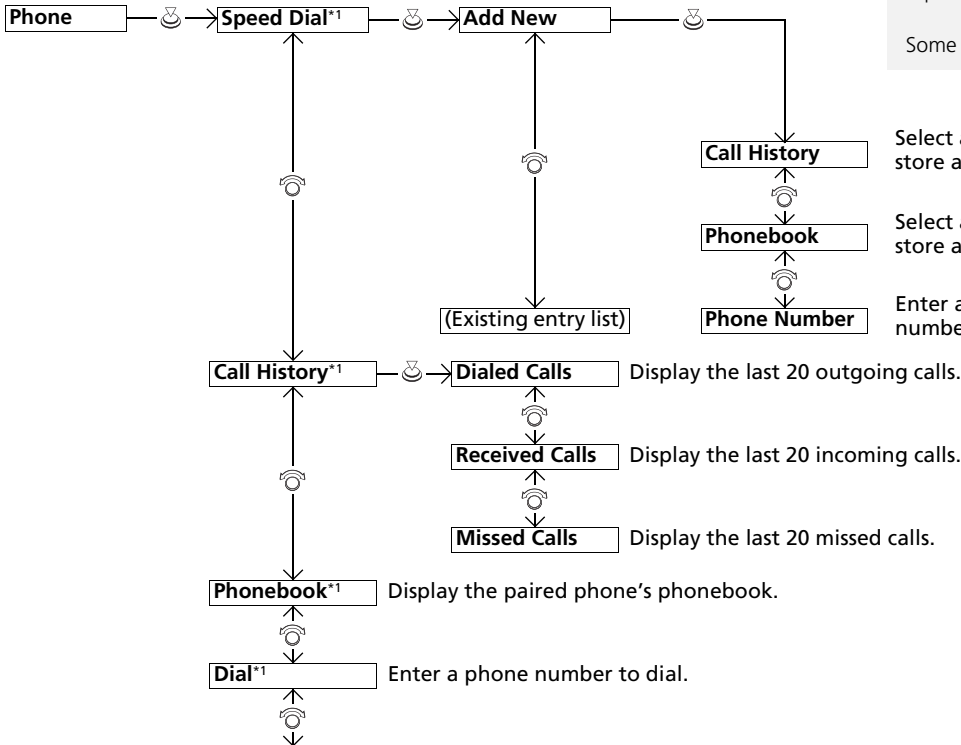 Phone
Speed Dial*1
Add New
Some
Call History
Select
store a
Phonebook
Select
store a
(Existing entry list)
Phone Number
Enter a
numbe
Call History*1
Dialed Calls
Display the last 20 outgoing calls.
Received Calls
Display the last 20 incoming calls.
Missed Calls
Display the last 20 missed calls.
Phonebook*1
Display the paired phone's phonebook.
Dial*1
Enter a phone number to dial.